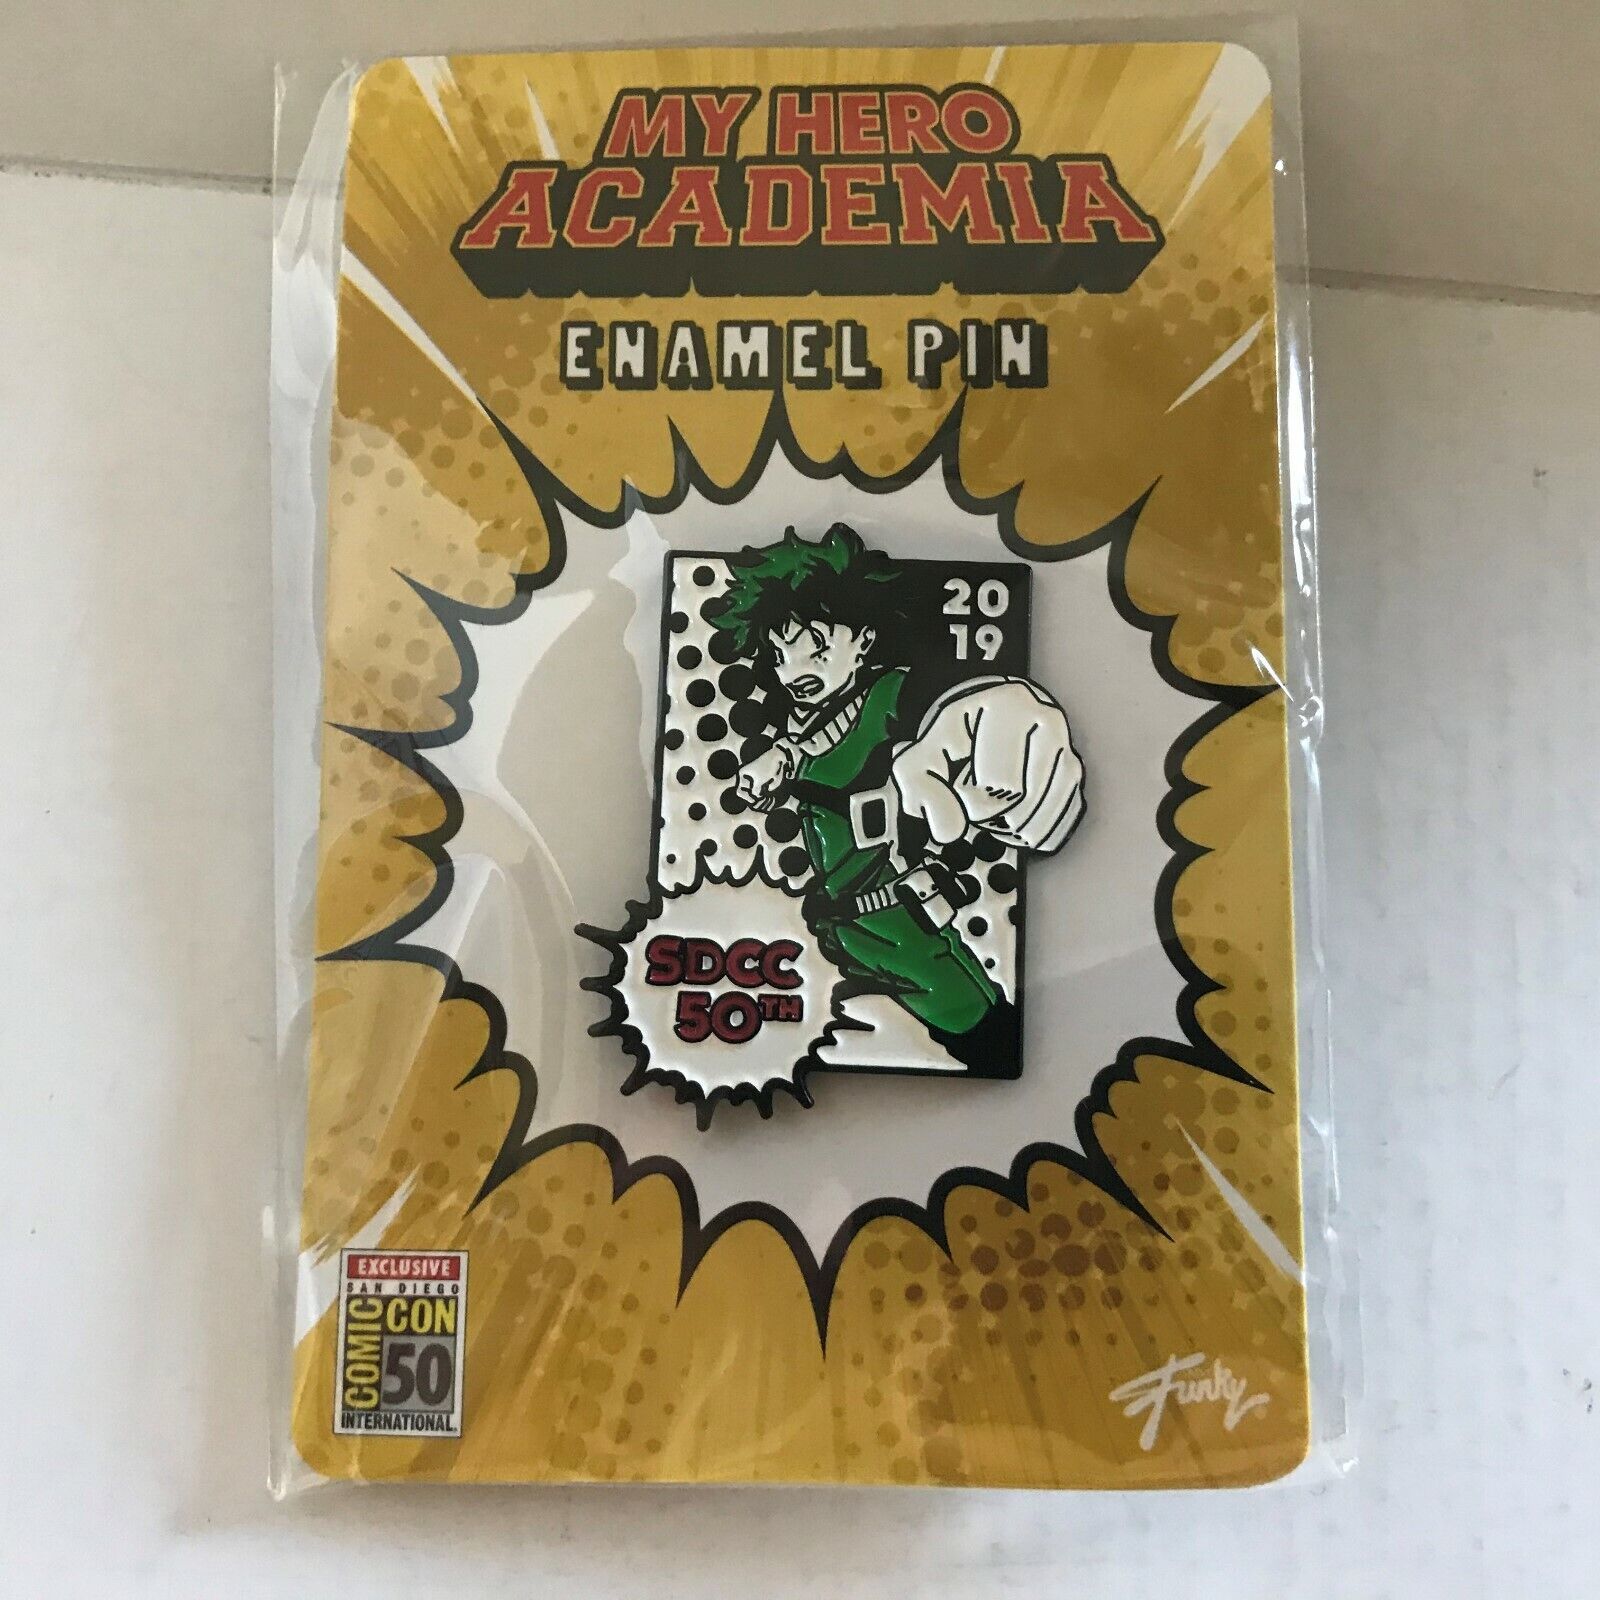 MY HERO
ACADEMIA
ENAMEL PIN
20
19
SDCC
50TH
EXCLUSIVE
SAN DIEGO
COMIC
CON
50
INTERNATIONAL
Funky